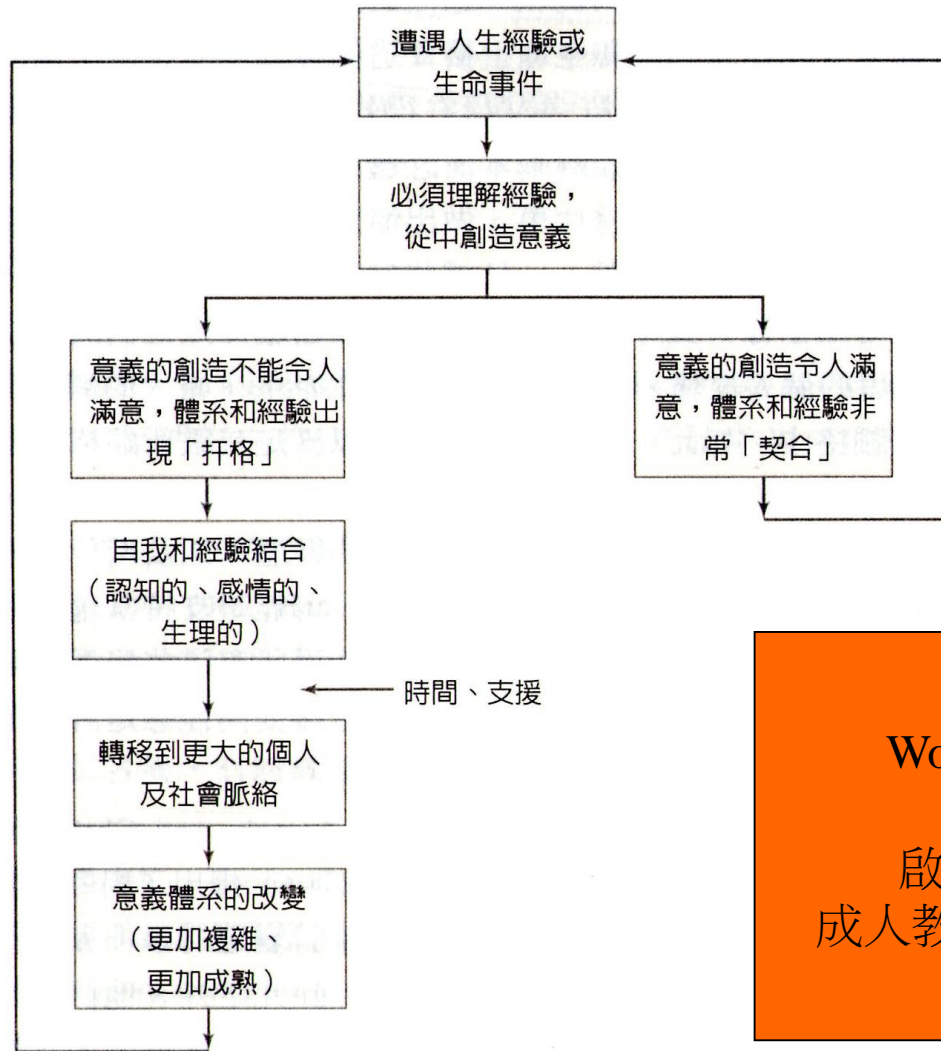 遭遇人生經驗或
生命事件
必須理解經驗，
從中創造意義
意義的創造不能令人
滿意，體系和經驗出
現「扞格」
意義的創造令人滿
意，體系和經驗非
常「契合」
自我和經驗結合
（認知的、感情的、
生理的）
時間、支援
轉移到更大的個人
及社會脈絡
意義體系的改變
（更加複雜、
更加成熟）
啟
成人教